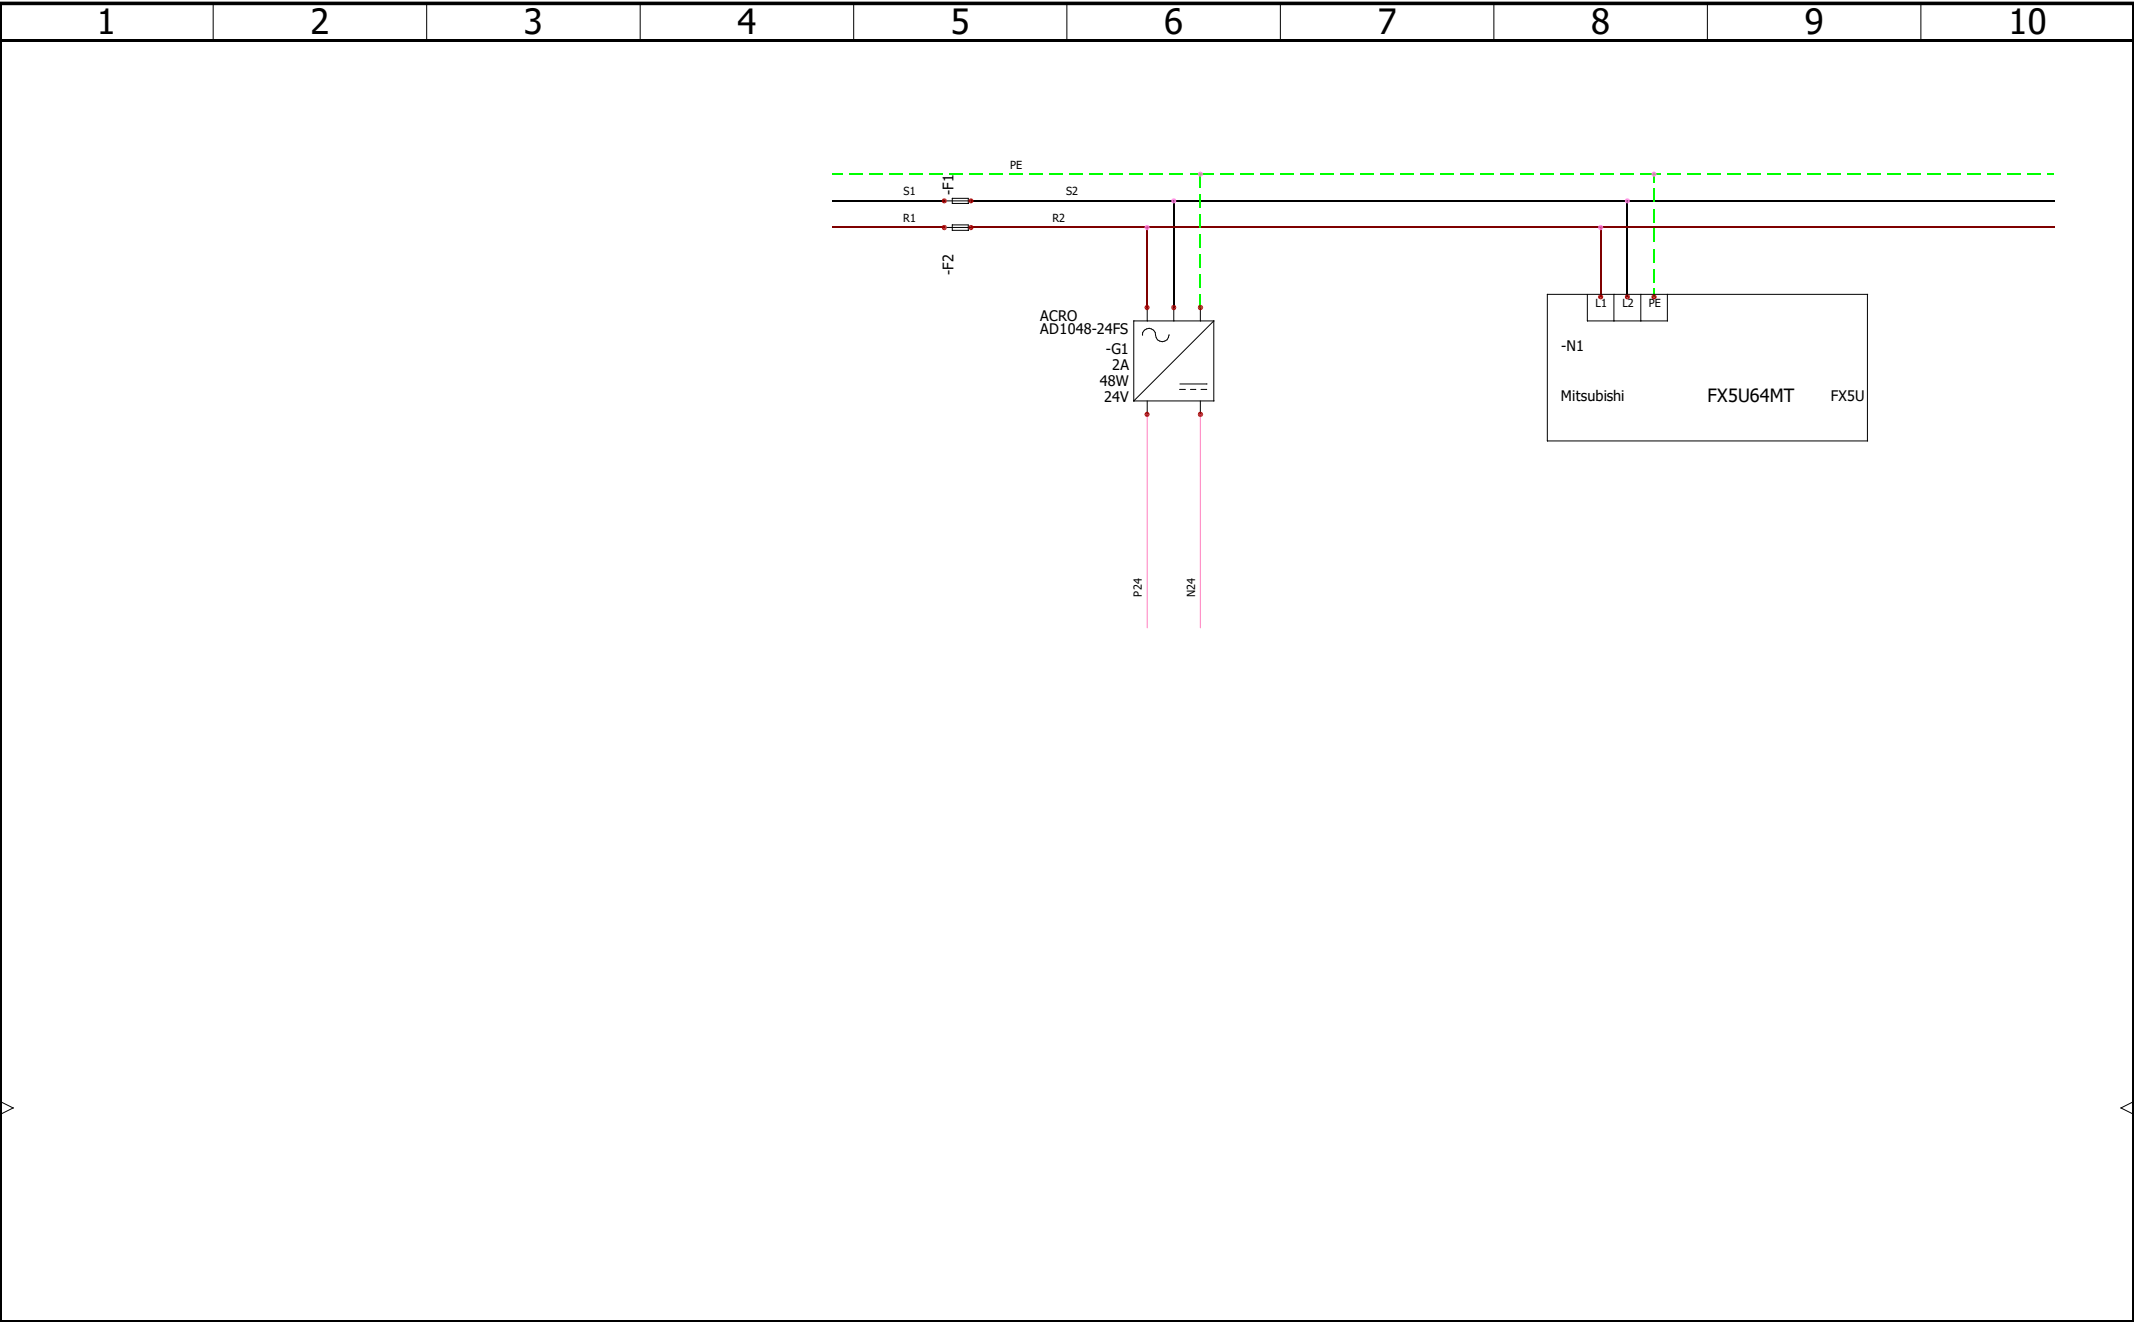 1 2 3 4 5 6 7 8 9 10
PE
S1 -F1 S2
R1 R2
-F2
ACRO
AD1048-24FS
-G1
2A
48W
24V
L1 L2 PE
-N1
Mitsubishi FX5U64MT FX5U
P24 N24